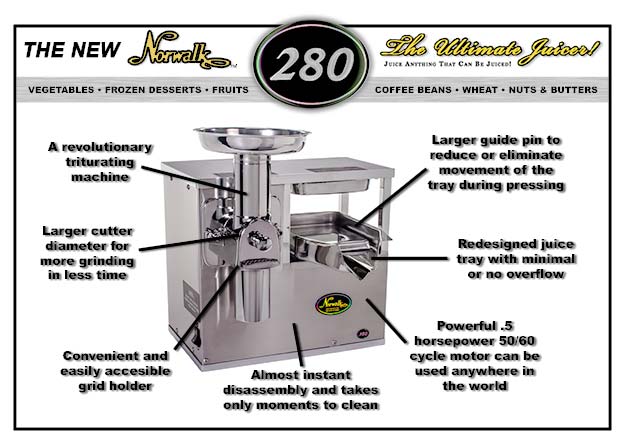 THE NEW Norwalk™ 280 The Ultimate Juicer!
JUICE ANYTHING THAT CAN BE JUICED!
VEGETABLES • FROZEN DESSERTS • FRUITS
COFFEE BEANS • WHEAT • NUTS & BUTTERS
A revolutionary
triturating
machine
Larger guide pin to
reduce or eliminate
movement of the
tray during pressing
Larger cutter
diameter for
more grinding
in less time
Redesigned juice
tray with minimal
or no overflow
Norwalk
280
Convenient and
easily accesible
grid holder
Almost instant
disassembly and takes
only moments to clean
Powerful .5
horsepower 50/60
cycle motor can be
used anywhere in
the world